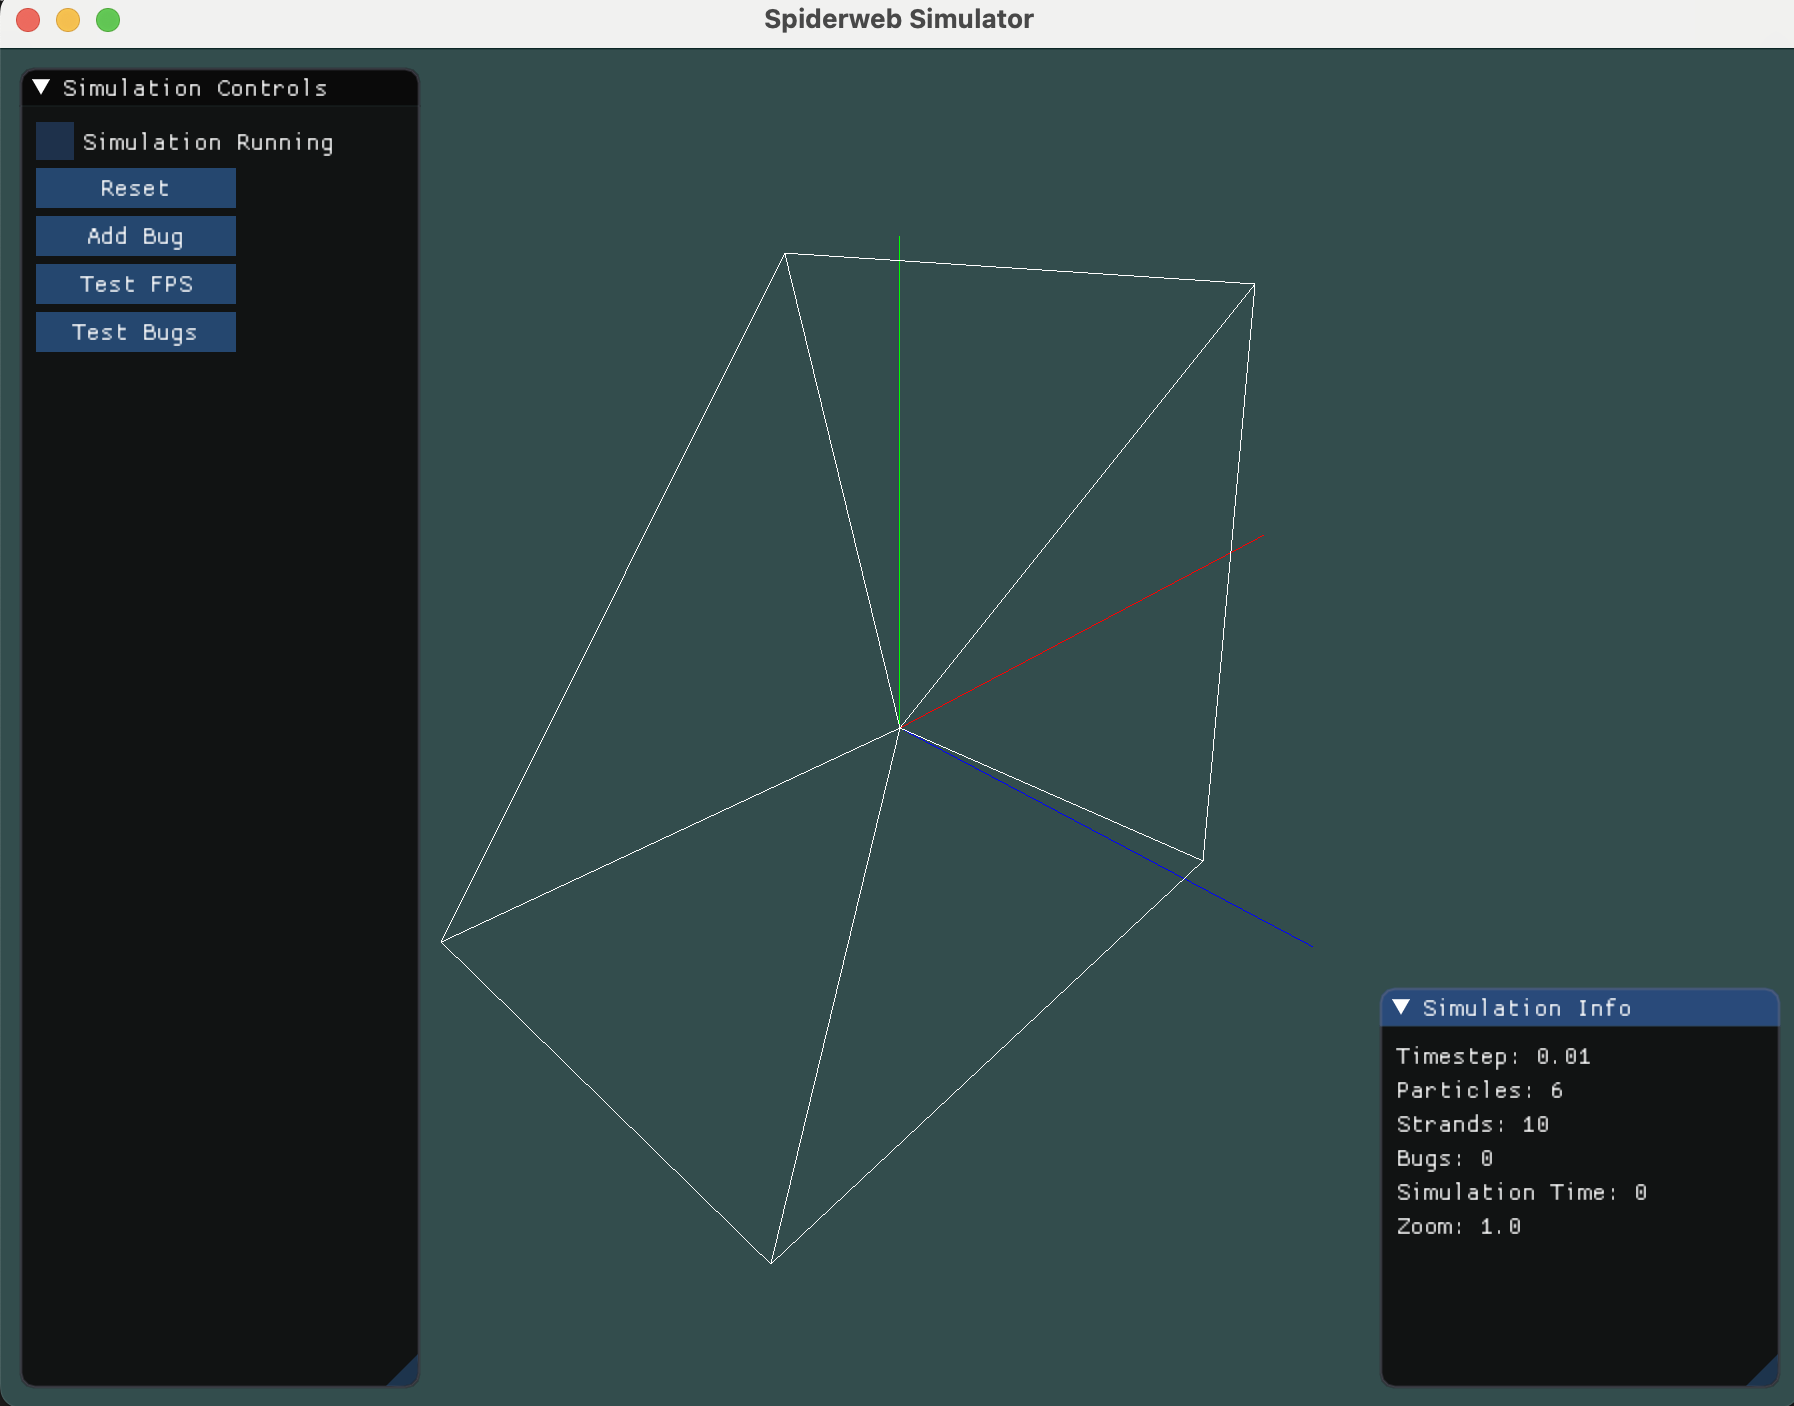 Spiderweb Simulator
Simulation Controls
Simulation Running
Reset
Add Bug
Test FPS
Test Bugs
Simulation Info
Timestep: 0.01
Particles: 6
Strands: 10
Bugs: 0
Simulation Time: 0
Zoom: 1.0